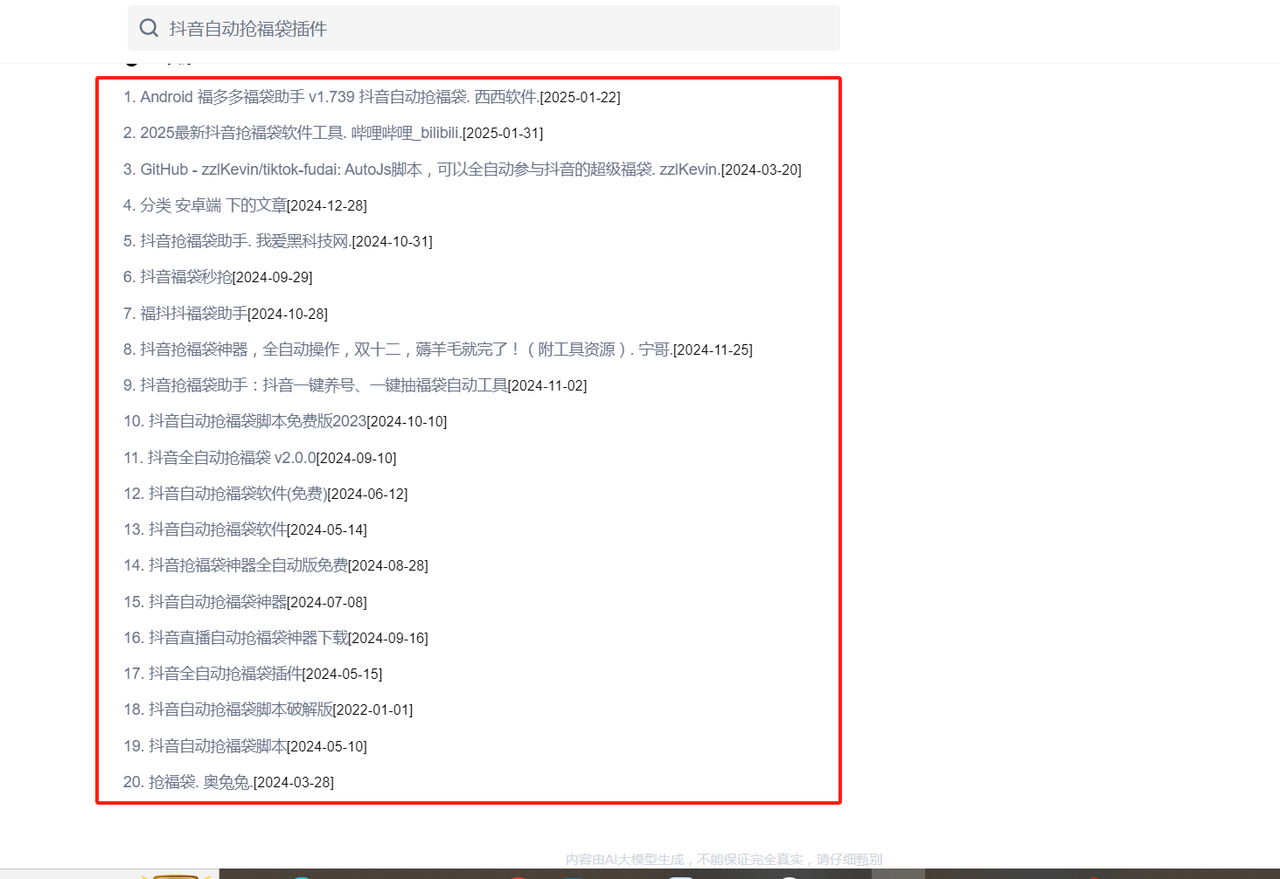 抖音自动抢福袋插件
1. Android 福多多福袋助手 v1.739 抖音自动抢福袋. 西西软件.[2025-01-22]
2. 2025最新抖音抢福袋软件工具. 哔哩哔哩_bilibili.[2025-01-31]
3. GitHub - zzlKevin/tiktok-fudai: AutoJs脚本，可以全自动参与抖音的超级福袋. zzlKevin.[2024-03-20]
4. 分类 安卓端 下的文章[2024-12-28]
5. 抖音抢福袋助手. 我爱黑科技网.[2024-10-31]
6. 抖音福袋秒抢[2024-09-29]
7. 福抖抖福袋助手[2024-10-28]
8. 抖音抢福袋神器，全自动操作，双十二，薅羊毛就完了！（附工具资源）. 宁哥.[2024-11-25]
9. 抖音抢福袋助手：抖音一键养号、一键抽福袋自动工具[2024-11-02]
10. 抖音自动抢福袋脚本免费版2023[2024-10-10]
11. 抖音全自动抢福袋 v2.0.0[2024-09-10]
12. 抖音自动抢福袋软件(免费)[2024-06-12]
13. 抖音自动抢福袋软件[2024-05-14]
14. 抖音抢福袋神器全自动版免费[2024-08-28]
15. 抖音自动抢福袋神器[2024-07-08]
16. 抖音直播自动抢福袋神器下载[2024-09-16]
17. 抖音全自动抢福袋插件[2024-05-15]
18. 抖音自动抢福袋脚本破解版[2022-01-01]
19. 抖音自动抢福袋脚本[2024-05-10]
20. 抢福袋. 奥兔兔.[2024-03-28]
内容由AI大模型生成，不能保证完全真实，请仔细甄别